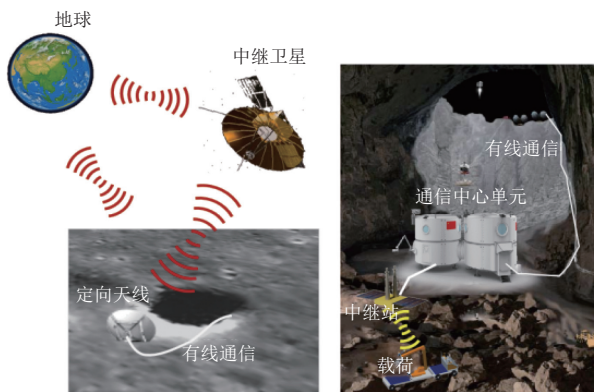 地球
中继卫星
定向天线
有线通信
有线通信
通信中心单元
中继站
载荷